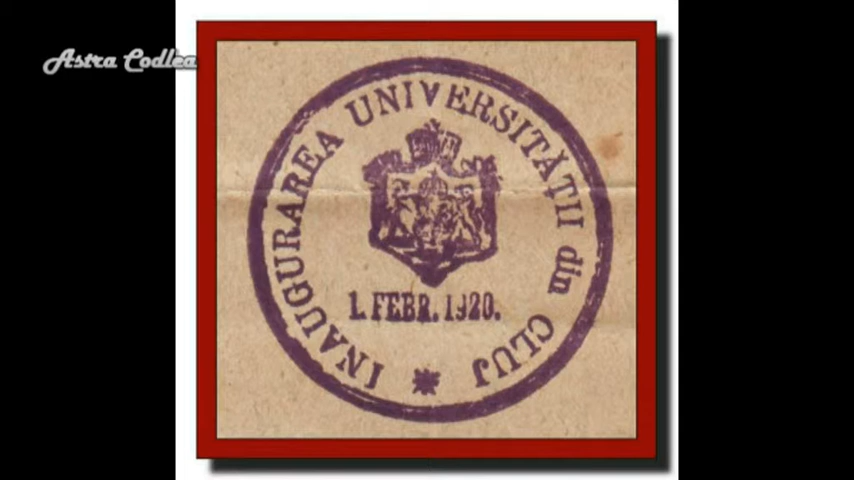 Astra Codlea
INAUGURAREA UNIVERSITĂȚII din CLUJ
1. FEBR. 1920.